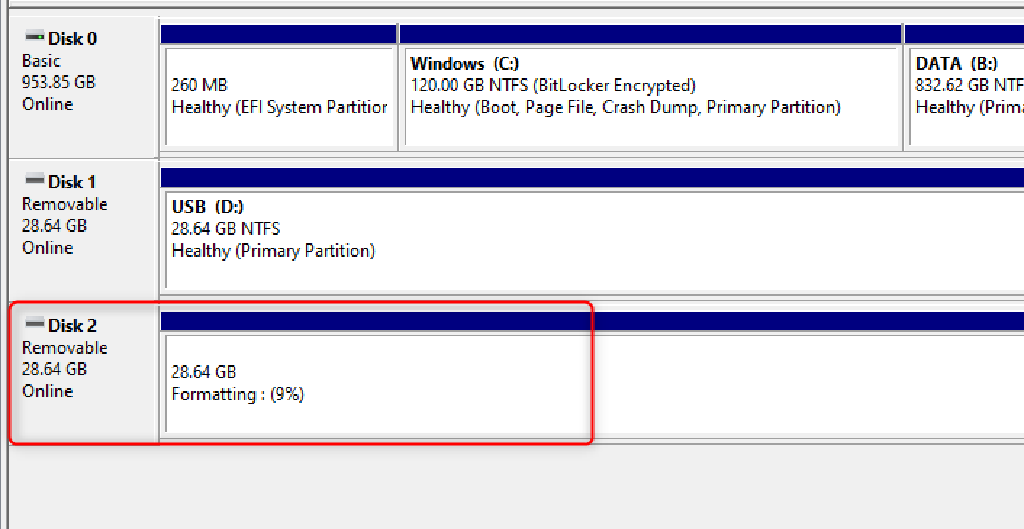 Disk 0
Basic
953.85 GB
Online
260 MB
Healthy (EFI System Partition
Windows (C:)
120.00 GB NTFS (BitLocker Encrypted)
Healthy (Boot, Page File, Crash Dump, Primary Partition)
DATA (B:)
832.62 GB NTF
Healthy (Prima
Disk 1
Removable
28.64 GB
Online
USB (D:)
28.64 GB NTFS
Healthy (Primary Partition)
Disk 2
Removable
28.64 GB
Online
28.64 GB
Formatting : (9%)